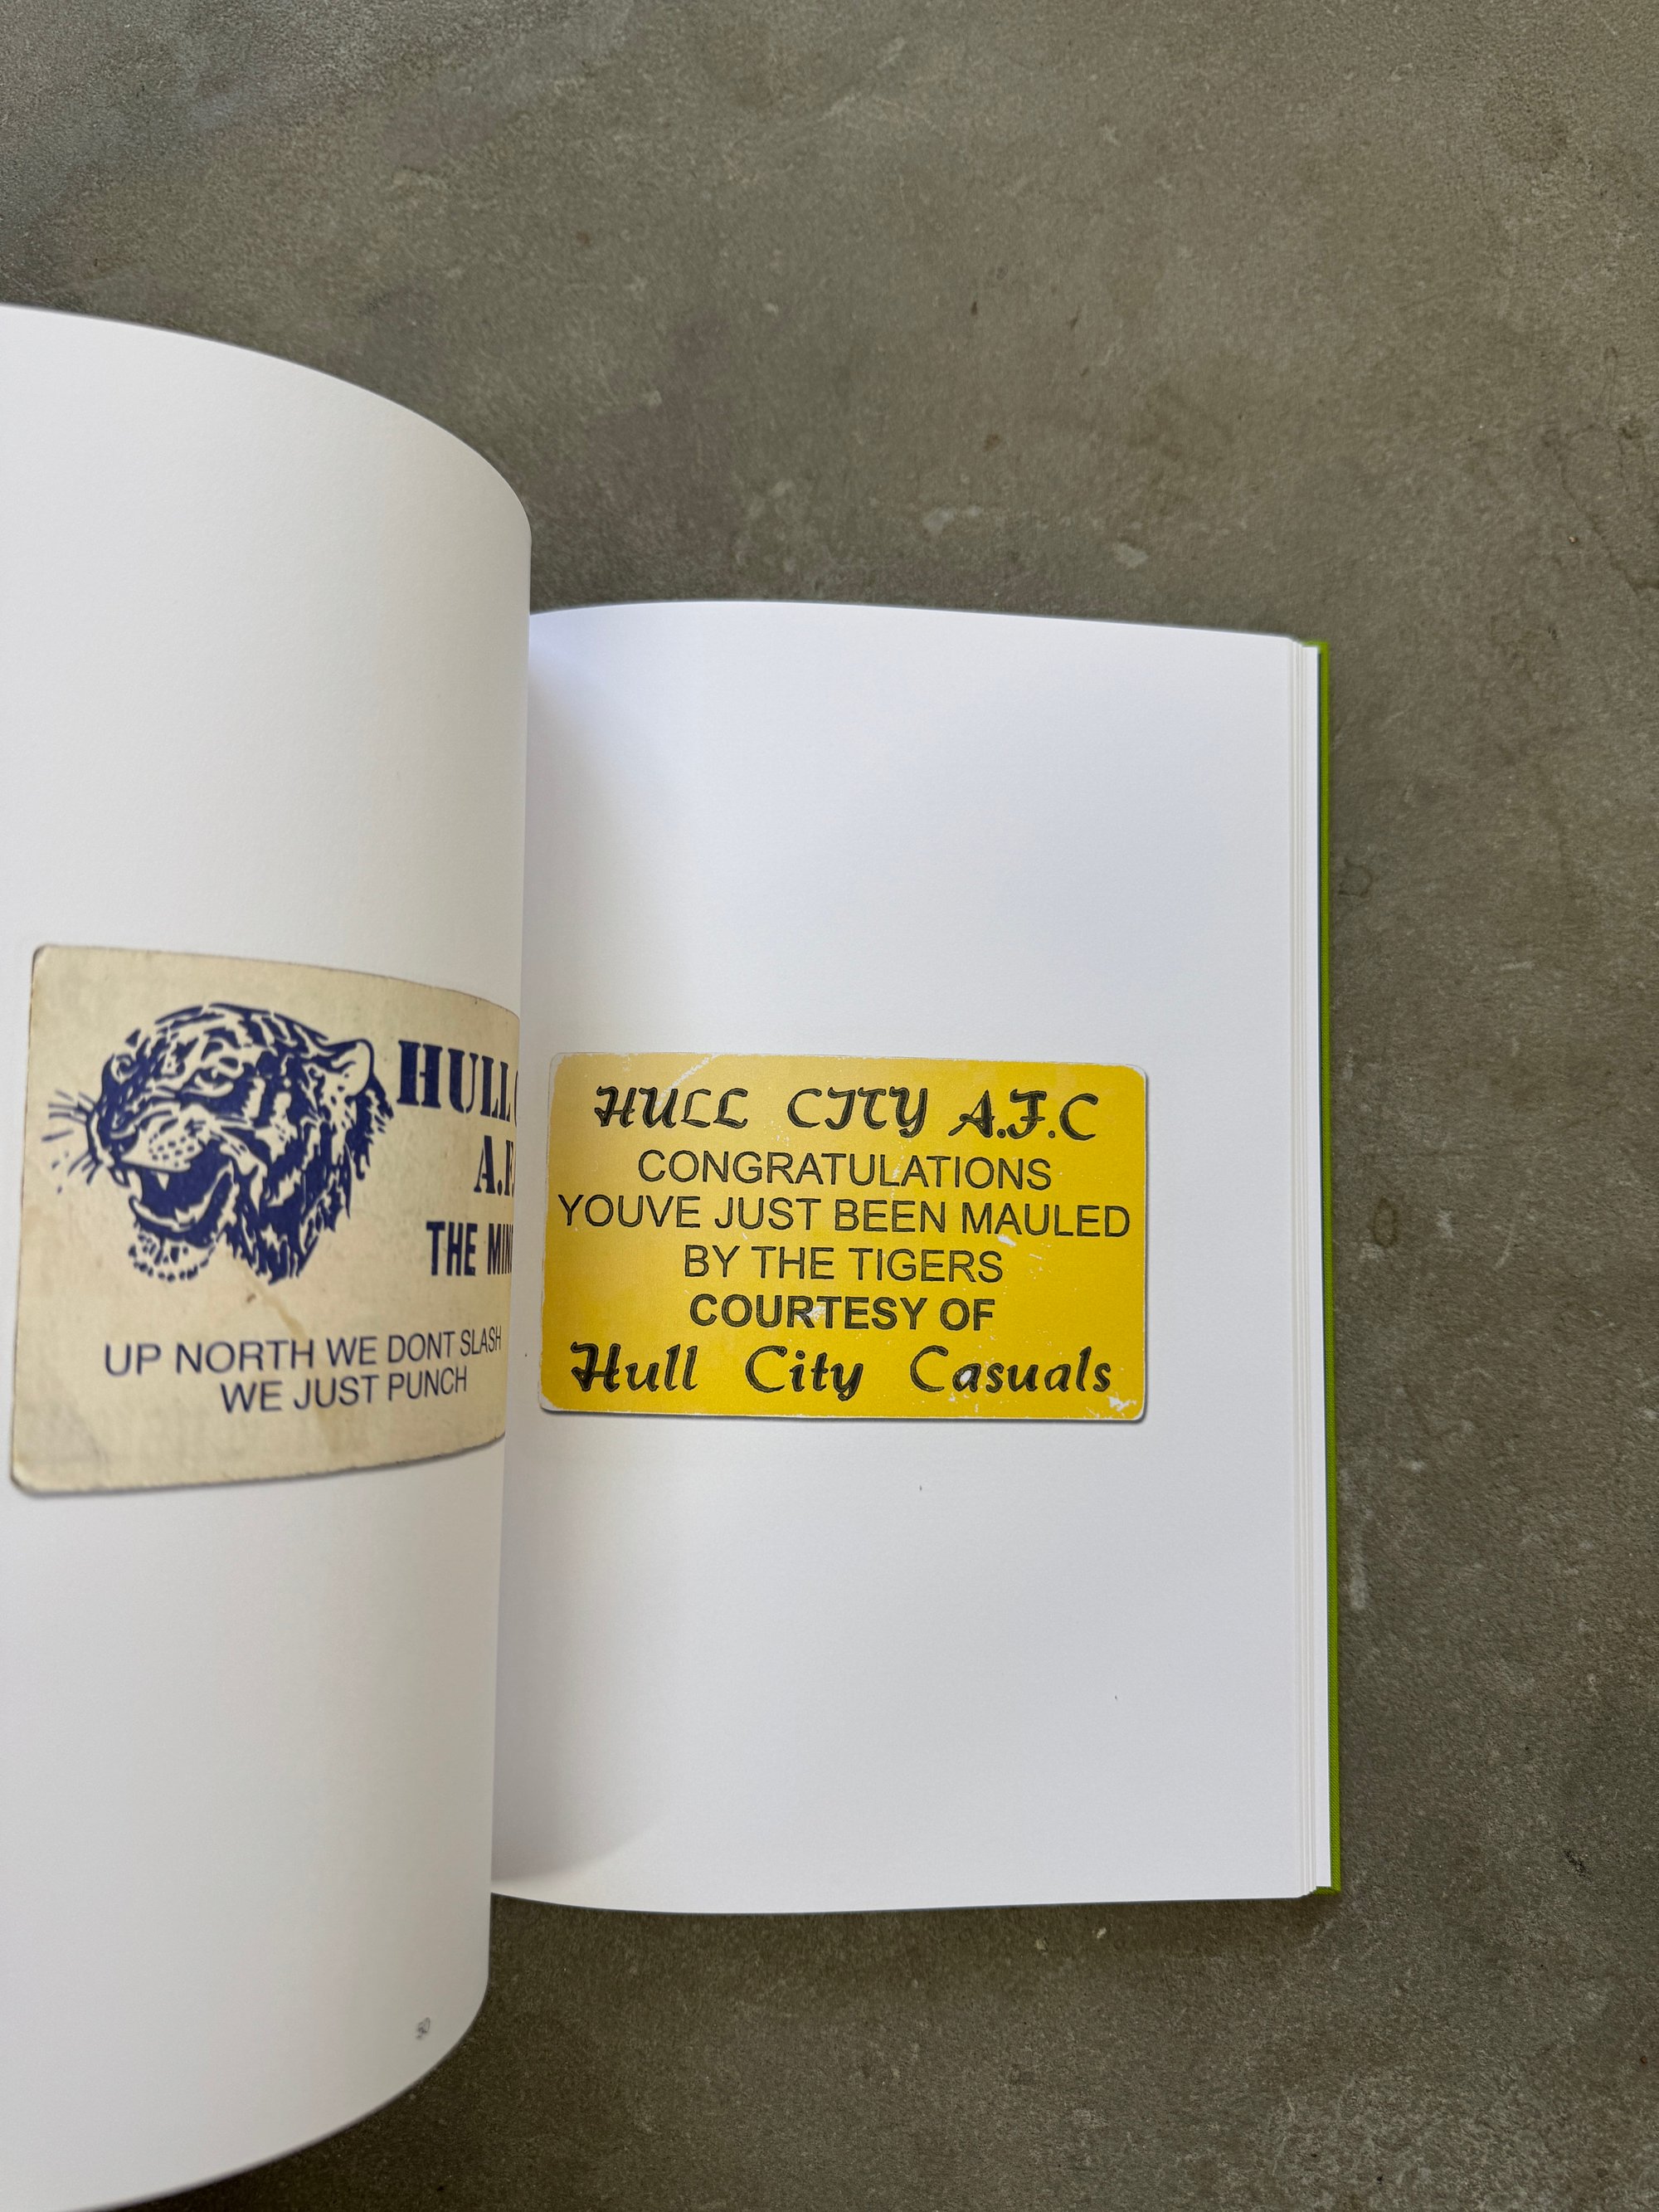 HULL
A.F.
THE
UP NORTH WE DONT SLASH
WE JUST PUNCH
HULL CITY A.F.C
CONGRATULATIONS
YOUVE JUST BEEN MAULED
BY THE TIGERS
COURTESY OF
Hull City Casuals